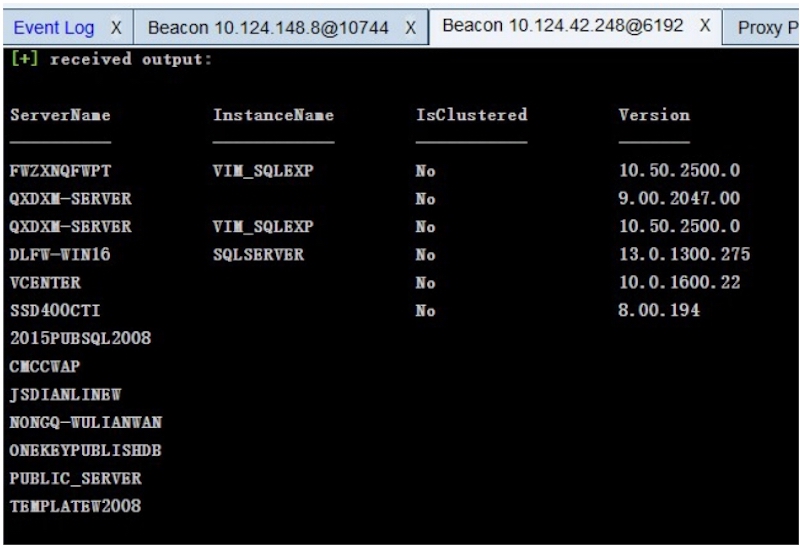 Event Log X Beacon 10.124.148.8@10744 X Beacon 10.124.42.248@6192 X Proxy P
[+] received output:
ServerName InstanceName IsClustered Version
FWZXNQFWPT VIM_SQLEXP No 10.50.2500.0
QXDXM-SERVER No 9.00.2047.00
QXDXM-SERVER VIM_SQLEXP No 10.50.2500.0
DLFW-WIN16 SQLSERVER No 13.0.1300.275
VCENTER No 10.0.1600.22
SSD400CTI No 8.00.194
2015PUBSQL2008
CMCCWAP
JSDIANLINEW
NONGQ-WULIANWAN
ONEKEYPUBLISHDB
PUBLIC_SERVER
TEMPLATEW2008